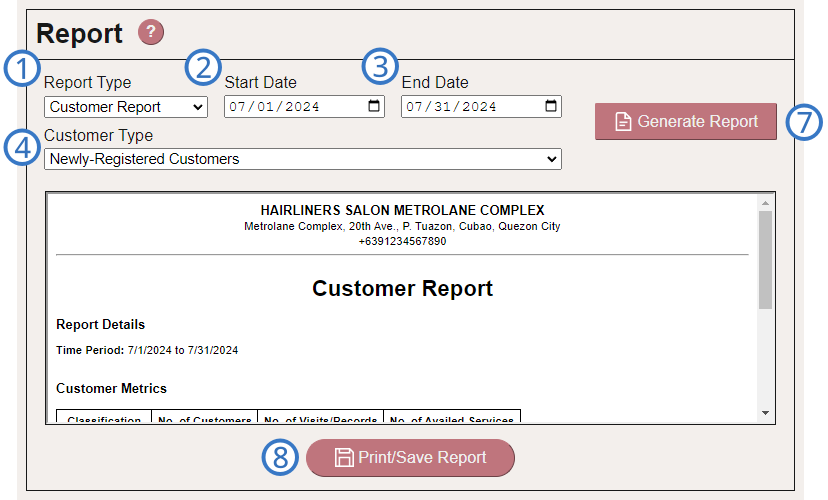 Report ?
1 2 3
Report Type Start Date End Date
Customer Report 07/01/2024 07/31/2024
Generate Report 7
4 Customer Type
Newly-Registered Customers
HAIRLINERS SALON METROLANE COMPLEX
Metrolane Complex, 20th Ave., P. Tuazon, Cubao, Quezon City
+6391234567890
Customer Report
Report Details
Time Period: 7/1/2024 to 7/31/2024
Customer Metrics
Classification No. of Customers No. of Visits/Records No. of Availed Services
8 Print/Save Report